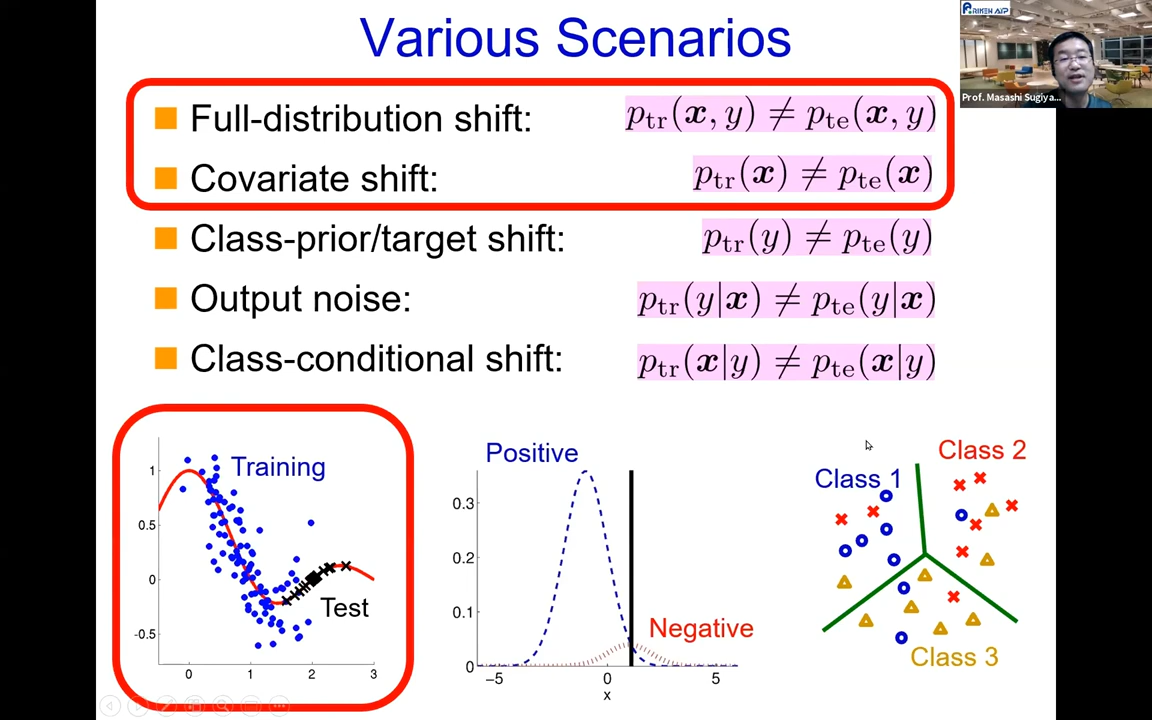 Various Scenarios
RIKEN AIP
Prof. Masashi Sugiya...
Full-distribution shift: p_tr(x, y) ≠ p_te(x, y)
Covariate shift: p_tr(x) ≠ p_te(x)
Class-prior/target shift: p_tr(y) ≠ p_te(y)
Output noise: p_tr(y|x) ≠ p_te(y|x)
Class-conditional shift: p_tr(x|y) ≠ p_te(x|y)
Training
Test
1
0.5
0
-0.5
0 1 2 3
Positive
Negative
0.3
0.2
0.1
0
−5 0 5
x
Class 1
Class 2
Class 3